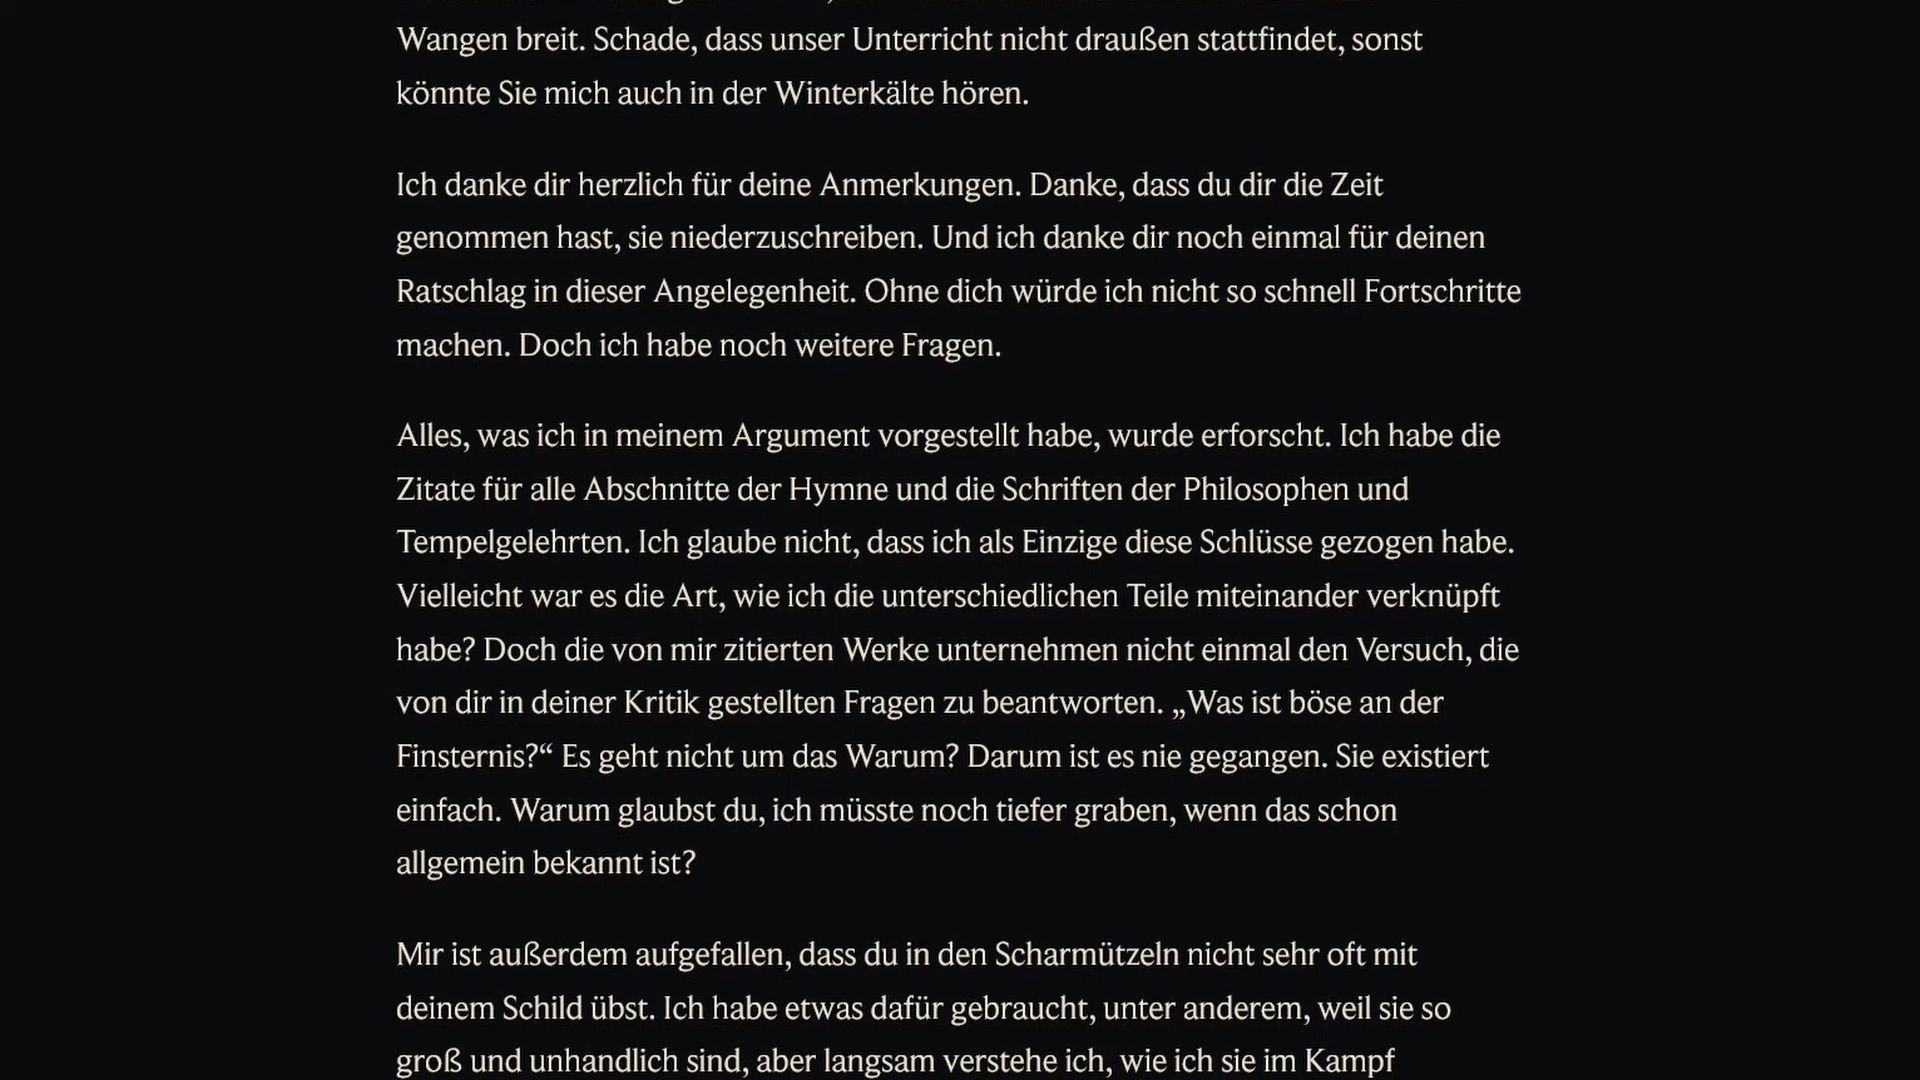 Wangen breit. Schade, dass unser Unterricht nicht draußen stattfindet, sonst
könnte Sie mich auch in der Winterkälte hören.
Ich danke dir herzlich für deine Anmerkungen. Danke, dass du dir die Zeit
genommen hast, sie niederzuschreiben. Und ich danke dir noch einmal für deinen
Ratschlag in dieser Angelegenheit. Ohne dich würde ich nicht so schnell Fortschritte
machen. Doch ich habe noch weitere Fragen.
Alles, was ich in meinem Argument vorgestellt habe, wurde erforscht. Ich habe die
Zitate für alle Abschnitte der Hymne und die Schriften der Philosophen und
Tempelgelehrten. Ich glaube nicht, dass ich als Einzige diese Schlüsse gezogen habe.
Vielleicht war es die Art, wie ich die unterschiedlichen Teile miteinander verknüpft
habe? Doch die von mir zitierten Werke unternehmen nicht einmal den Versuch, die
von dir in deiner Kritik gestellten Fragen zu beantworten. „Was ist böse an der
Finsternis?“ Es geht nicht um das Warum? Darum ist es nie gegangen. Sie existiert
einfach. Warum glaubst du, ich müsste noch tiefer graben, wenn das schon
allgemein bekannt ist?
Mir ist außerdem aufgefallen, dass du in den Scharmützeln nicht sehr oft mit
deinem Schild übst. Ich habe etwas dafür gebraucht, unter anderem, weil sie so
groß und unhandlich sind, aber langsam verstehe ich, wie ich sie im Kampf